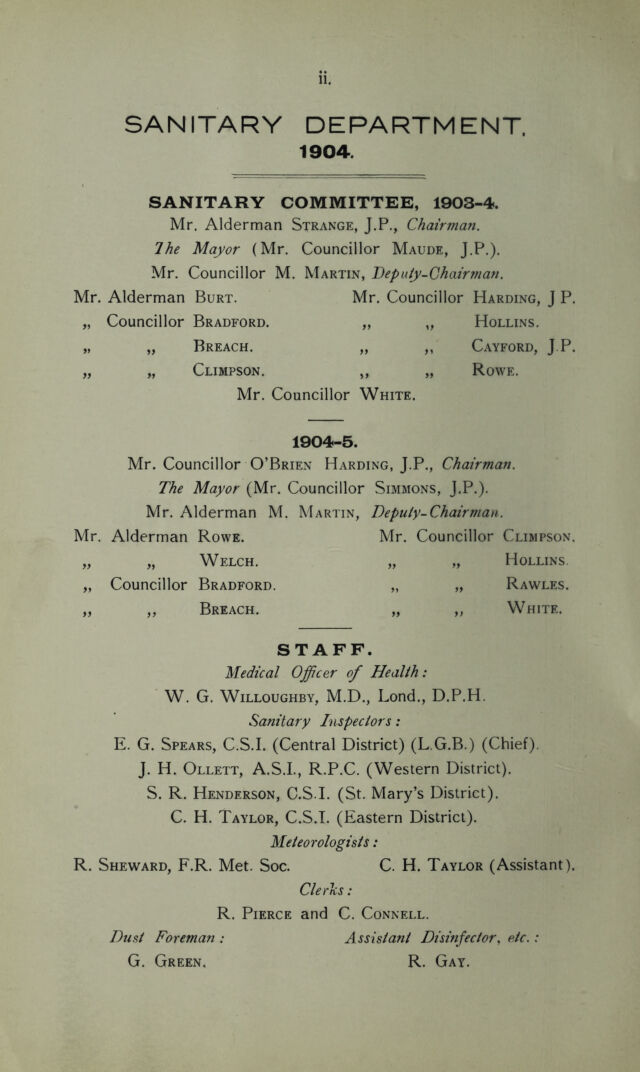 ii.
SANITARY DEPARTMENT,
1904.
SANITARY COMMITTEE, 1903-4.
Mr. Alderman STRANGE, J.P., Chairman.
The Mayor (Mr. Councillor MAUDE, J.P.).
Mr. Councillor M. MARTIN, Deputy-Chairman.
Mr. Alderman BURT. Mr. Councillor HARDING, J P.
„ Councillor BRADFORD. „ „ HOLLINS.
„ „ BREACH. „ „ CAYFORD, J.P.
„ „ CLIMPSON. „ „ ROWE.
Mr. Councillor WHITE.
1904-5.
Mr. Councillor O'BRIEN HARDING, J.P., Chairman.
The Mayor (Mr. Councillor SIMMONS, J.P.).
Mr. Alderman M. MARTIN, Deputy-Chairman.
Mr. Alderman ROWE. Mr. Councillor CLIMPSON.
„ „ WELCH. „ „ HOLLINS.
„ Councillor BRADFORD. „ „ RAWLES.
„ „ BREACH. „ „ WHITE.
STAFF.
Medical Officer of Health:
W. G. WILLOUGHBY, M.D., Lond., D.P.H.
Sanitary Inspectors:
E. G. SPEARS, C.S.I. (Central District) (L.G.B.) (Chief).
J. H. OLLETT, A.S.I., R.P.C. (Western District).
S. R. HENDERSON, C.S.I. (St. Mary's District).
C. H. TAYLOR, C.S.I. (Eastern District).
Meteorologists:
R. SHEWARD, F.R. Met. Soc. C. H. TAYLOR (Assistant).
Clerks:
R. PIERCE and C. CONNELL.
Dust Foreman: Assistant Disinfector, etc.:
G. GREEN. R. GAY.